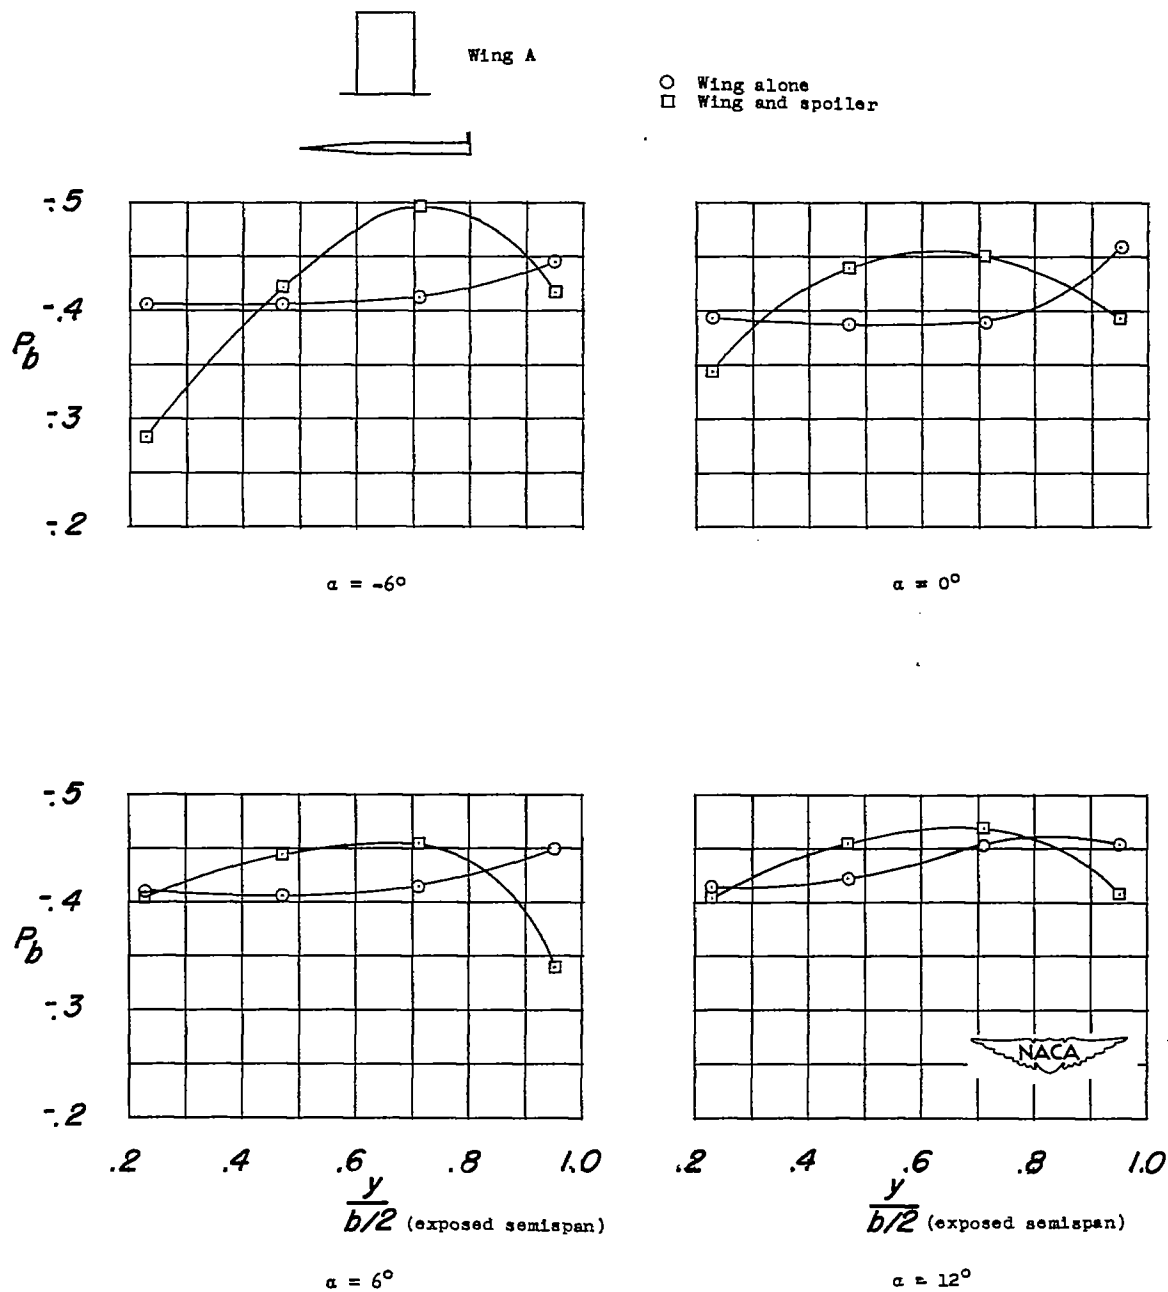 Wing A
Wing alone
Wing and spoiler
-.5
-.4
P_b
-.3
-.2
α = -6°
α = 0°
-.5
-.4
P_b
-.3
-.2
NACA
.2 .4 .6 .8 1.0
.2 .4 .6 .8 1.0
y
b/2 (exposed semispan)
y
b/2 (exposed semispan)
α = 6°
α = 12°